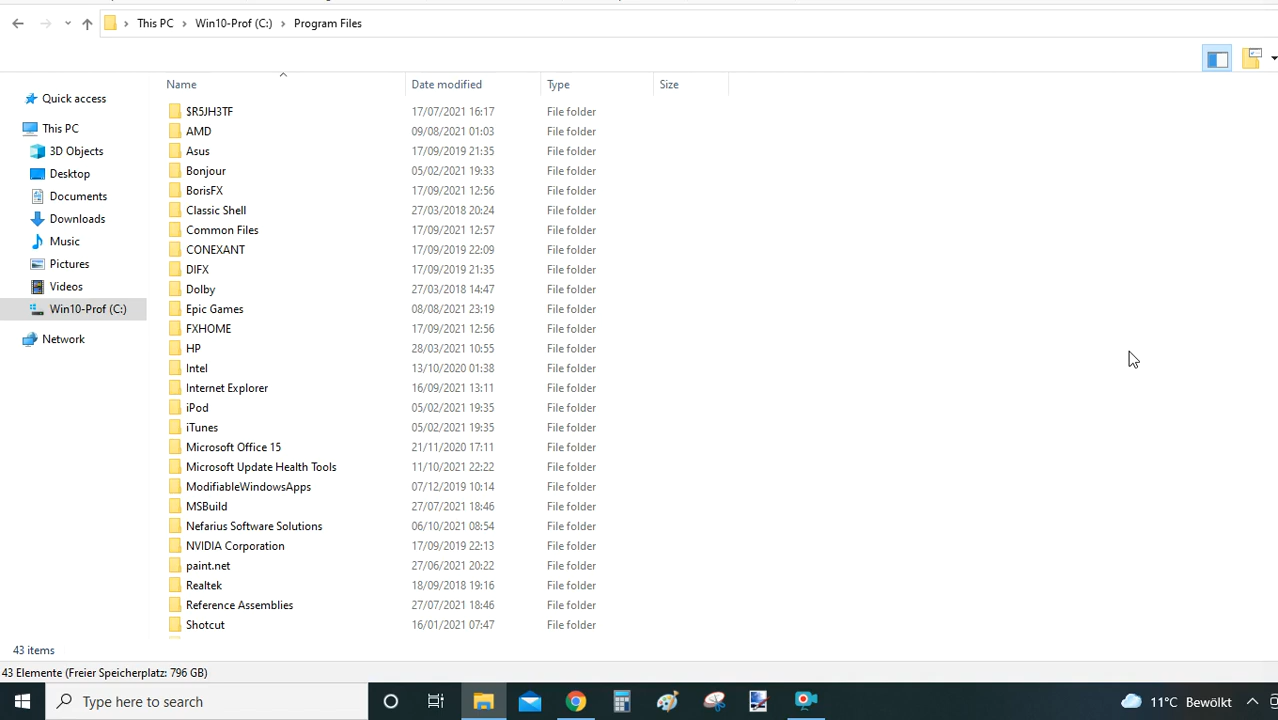 This PC Win10-Prof (C:) Program Files
Name Date modified Type Size
Quick access
This PC
3D Objects
Desktop
Documents
Downloads
Music
Pictures
Videos
Win10-Prof (C:)
Network
$R5JH3TF 17/07/2021 16:17 File folder
AMD 09/08/2021 01:03 File folder
Asus 17/09/2019 21:35 File folder
Bonjour 05/02/2021 19:33 File folder
BorisFX 17/09/2021 12:56 File folder
Classic Shell 27/03/2018 20:24 File folder
Common Files 17/09/2021 12:57 File folder
CONEXANT 17/09/2019 22:09 File folder
DIFX 17/09/2019 21:35 File folder
Dolby 27/03/2018 14:47 File folder
Epic Games 08/08/2021 23:19 File folder
FXHOME 17/09/2021 12:56 File folder
HP 28/03/2021 10:55 File folder
Intel 13/10/2020 01:38 File folder
Internet Explorer 16/09/2021 13:11 File folder
iPod 05/02/2021 19:35 File folder
iTunes 05/02/2021 19:35 File folder
Microsoft Office 15 21/11/2020 17:11 File folder
Microsoft Update Health Tools 11/10/2021 22:22 File folder
ModifiableWindowsApps 07/12/2019 10:14 File folder
MSBuild 27/07/2021 18:46 File folder
Nefarius Software Solutions 06/10/2021 08:54 File folder
NVIDIA Corporation 17/09/2019 22:13 File folder
paint.net 27/06/2021 20:22 File folder
Realtek 18/09/2018 19:16 File folder
Reference Assemblies 27/07/2021 18:46 File folder
Shotcut 16/01/2021 07:47 File folder
43 items
43 Elemente (Freier Speicherplatz: 796 GB)
Type here to search
11°C Bewölkt